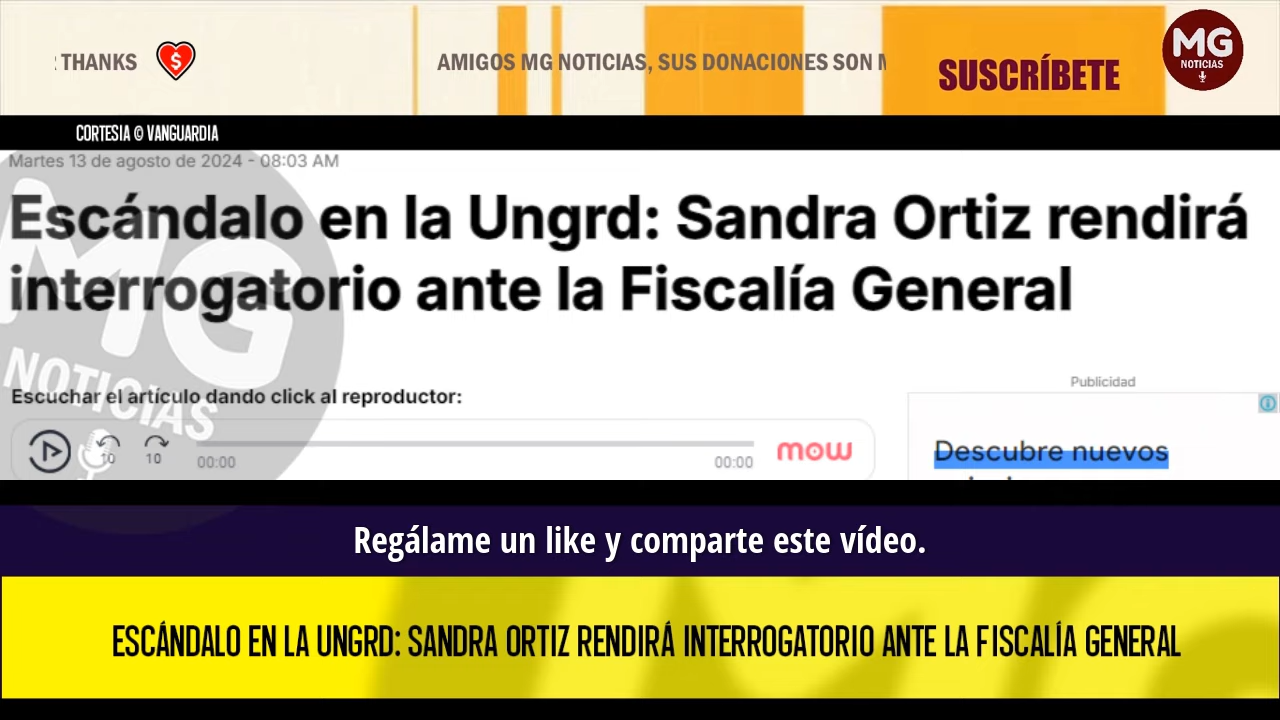 THANKS
AMIGOS MG NOTICIAS, SUS DONACIONES SON
SUSCRÍBETE
MG
NOTICIAS
CORTESIA © VANGUARDIA
Martes 13 de agosto de 2024 - 08:03 AM
Escándalo en la Ungrd: Sandra Ortiz rendirá
interrogatorio ante la Fiscalía General
MG
NOTICIAS
Escuchar el artículo dando click al reproductor:
10
10
00:00
00:00
mow
Publicidad
Descubre nuevos
Regálame un like y comparte este vídeo.
ESCÁNDALO EN LA UNGRD: SANDRA ORTIZ RENDIRÁ INTERROGATORIO ANTE LA FISCALÍA GENERAL